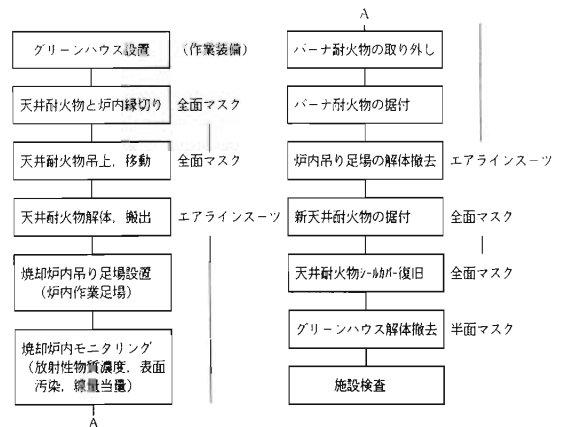 グリーンハウス設置 (作業装備)
天井耐火物と炉内縁切り 全面マスク
天井耐火物吊上,移動 全面マスク
天井耐火物解体,搬出 エアラインスーツ
焼却炉内吊り足場設置
(炉内作業足場)
焼却炉内モニタリング
(放射性物質濃度,表面
汚染,線量当量)
A
A
バーナ耐火物の取り外し
バーナ耐火物の据付
炉内吊り足場の解体撤去 エアラインスーツ
新天井耐火物の据付 全面マスク
天井耐火物シールカバー復旧 全面マスク
グリーンハウス解体撤去 半面マスク
施設検査